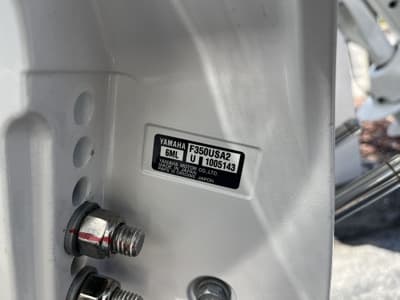 YAMAHA F350USA2
6ML U 1005143
YAMAHA MOTOR CO.,LTD.
MADE IN JAPAN